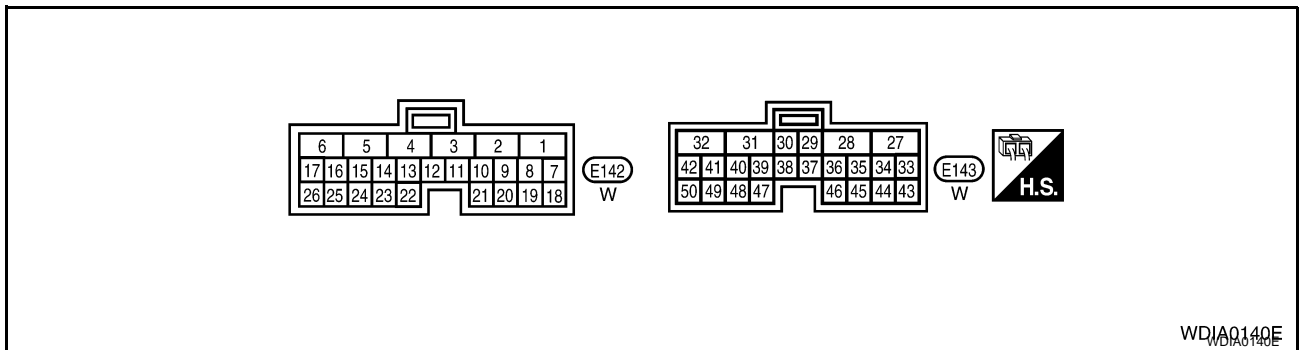 6 5 4 3 2 1
17 16 15 14 13 12 11 10 9 8 7
26 25 24 23 22 21 20 19 18
E142
W
32 31 30 29 28 27
42 41 40 39 38 37 36 35 34 33
50 49 48 47 46 45 44 43
E143
W
H.S.
WDIA0140E
WDIA0140E